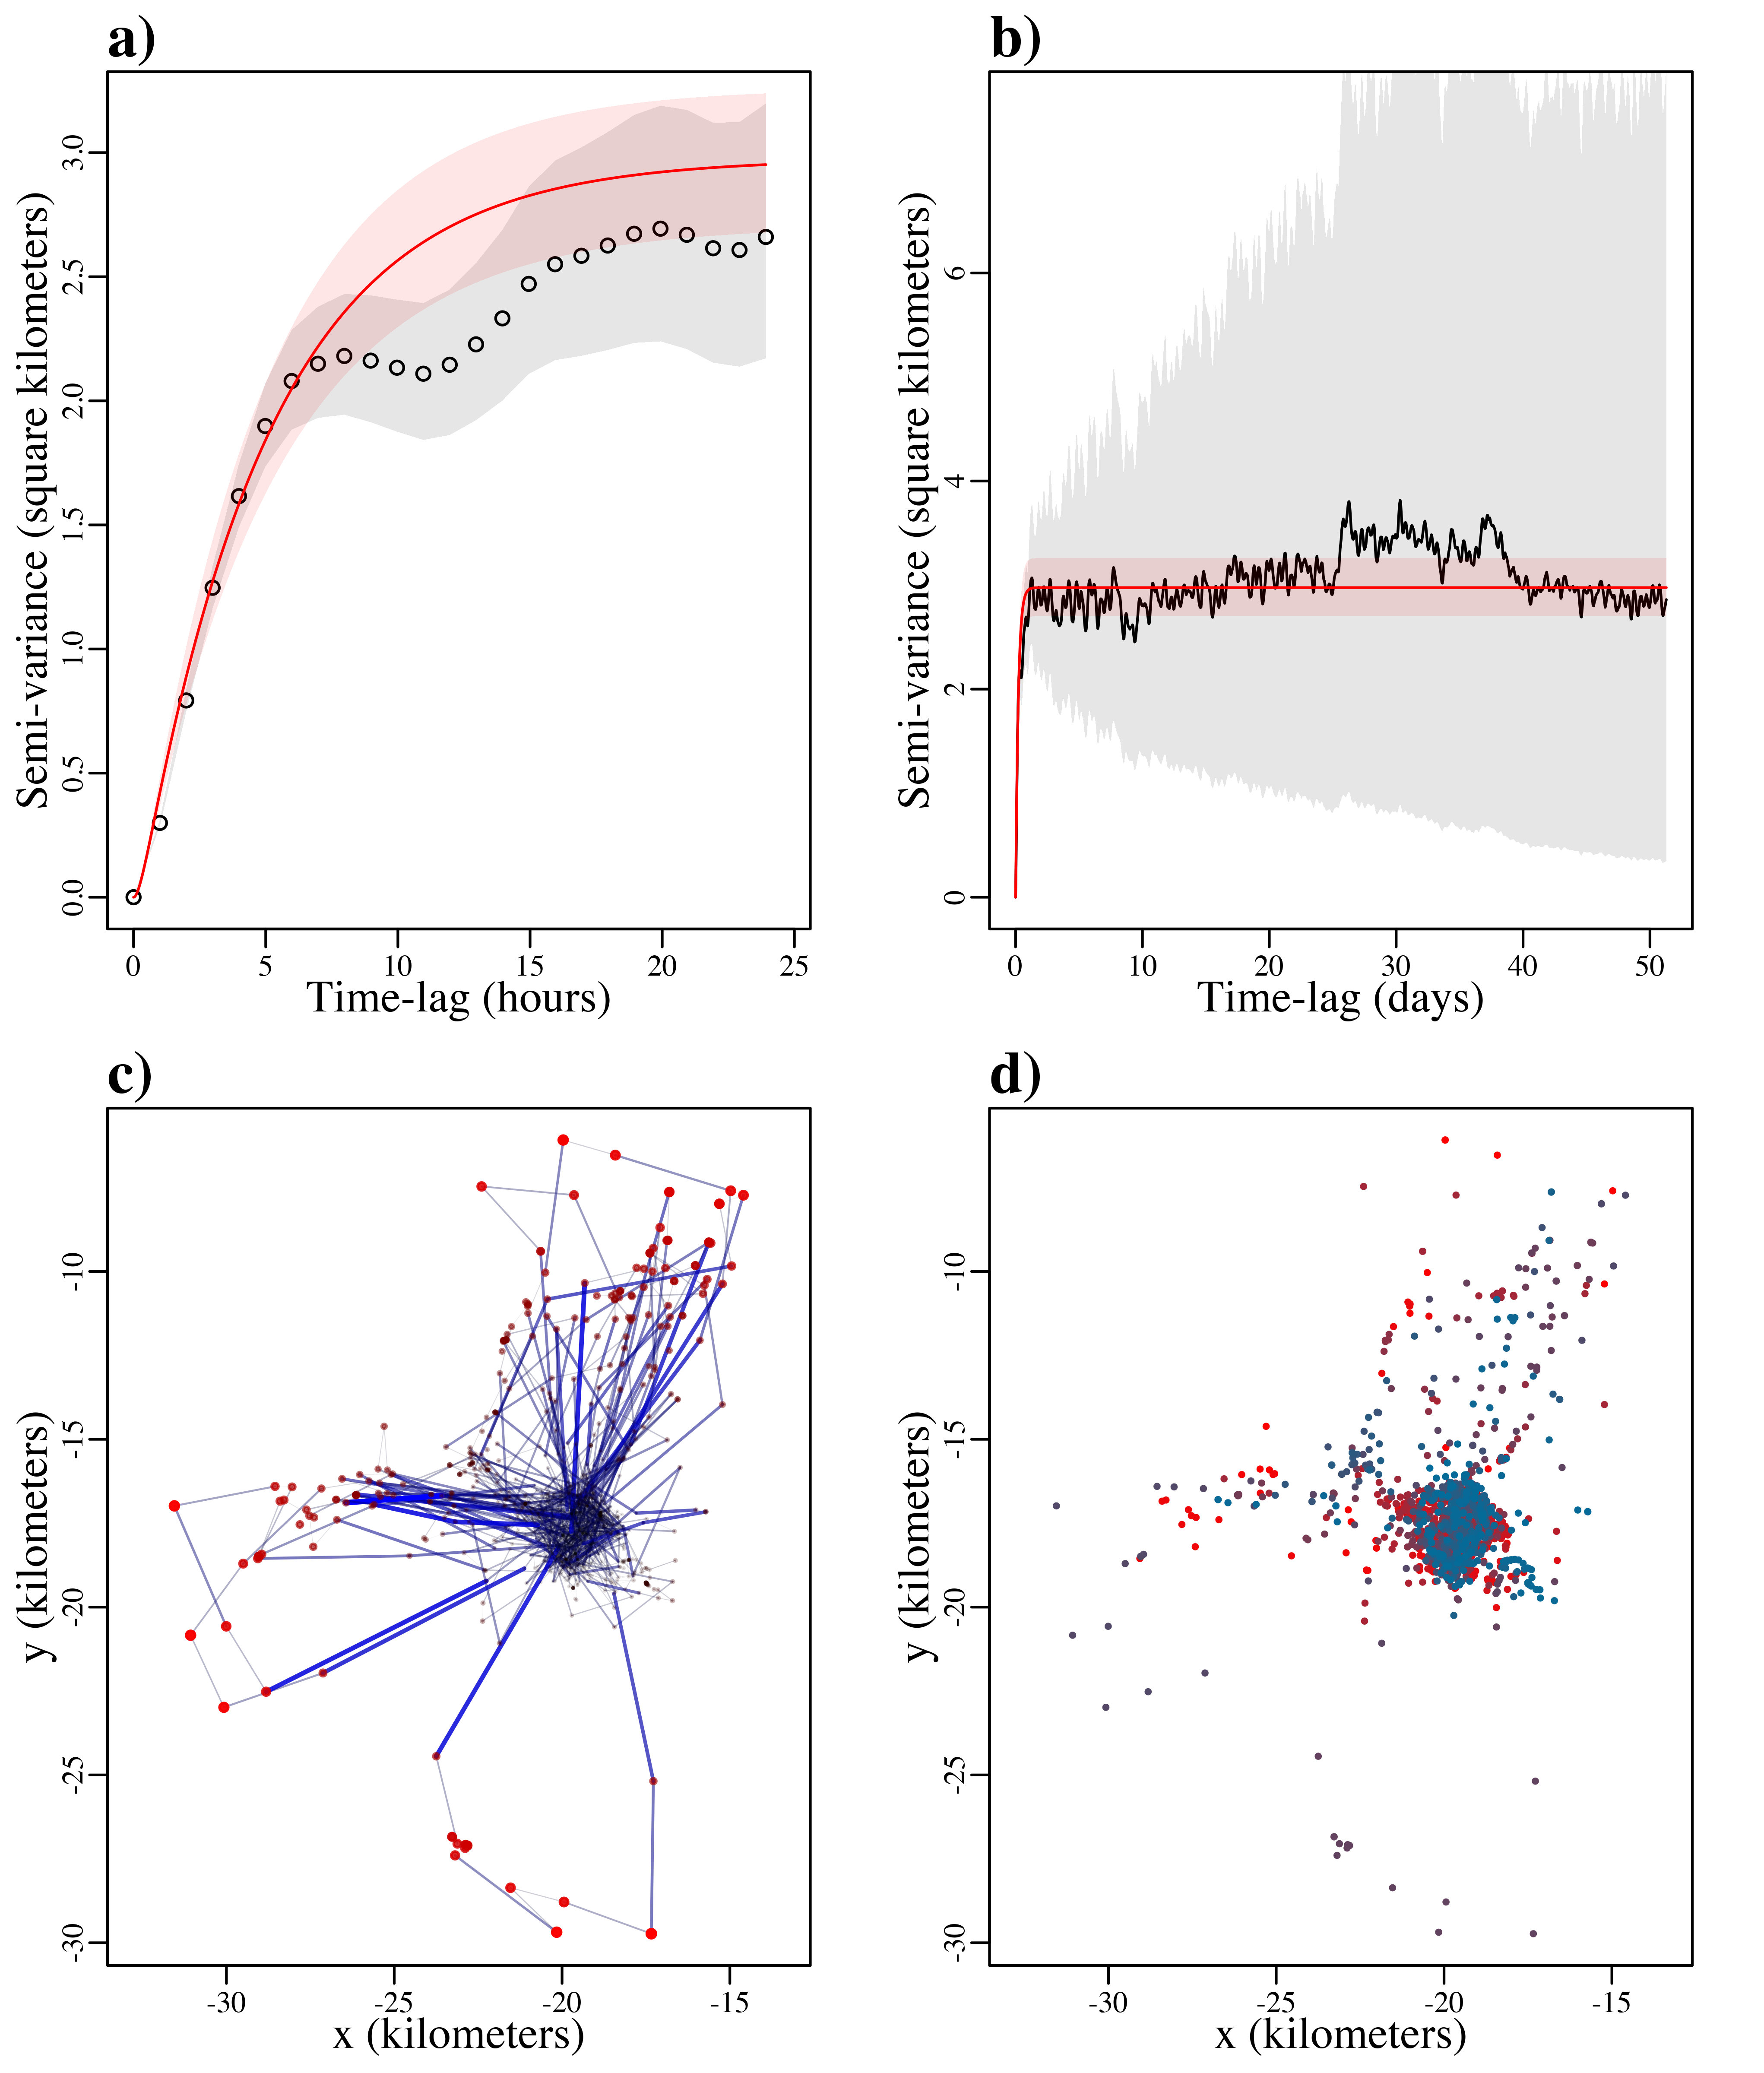 a)
Semi-variance (square kilometers)
3.0
2.5
2.0
1.5
1.0
0.5
0.0
0 5 10 15 20 25
Time-lag (hours)
b)
Semi-variance (square kilometers)
6
4
2
0
0 10 20 30 40 50
Time-lag (days)
c)
y (kilometers)
-10
-15
-20
-25
-30
-30 -25 -20 -15
x (kilometers)
d)
y (kilometers)
-10
-15
-20
-25
-30
-30 -25 -20 -15
x (kilometers)